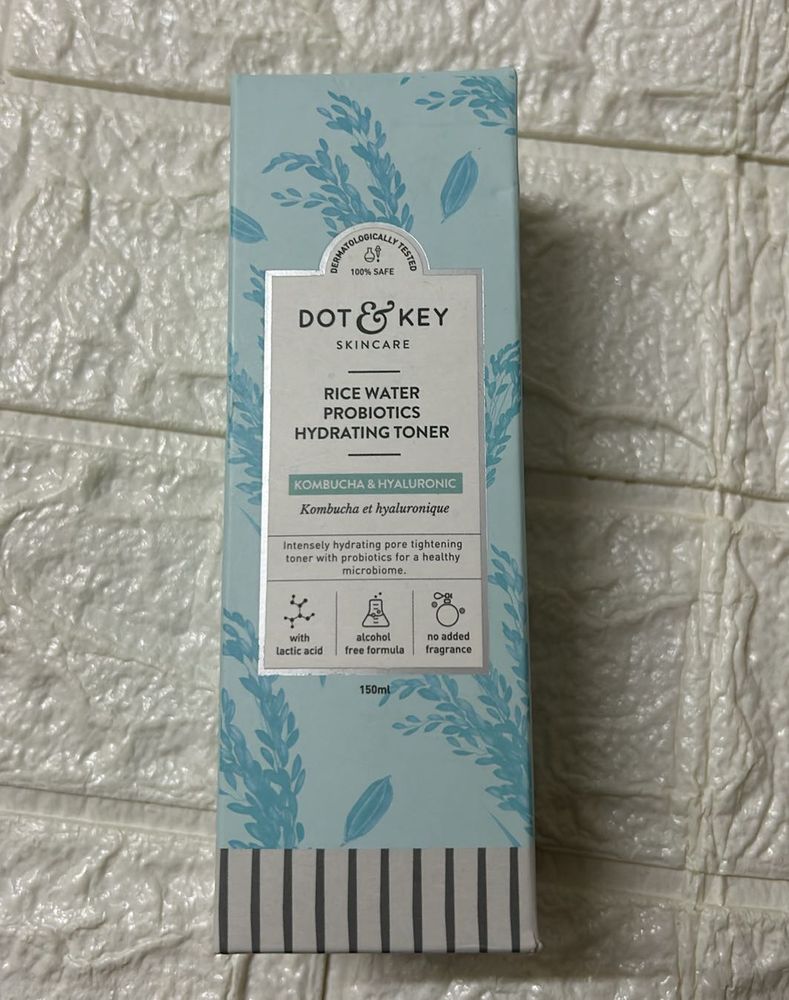 DERMATOLOGICALLY TESTED
100% SAFE
DOT & KEY
SKINCARE
RICE WATER
PROBIOTICS
HYDRATING TONER
KOMBUCHA & HYALURONIC
Kombucha et hyaluronique
Intensely hydrating pore tightening
toner with probiotics for a healthy
microbiome.
with
lactic acid
alcohol
free formula
no added
fragrance
150ml